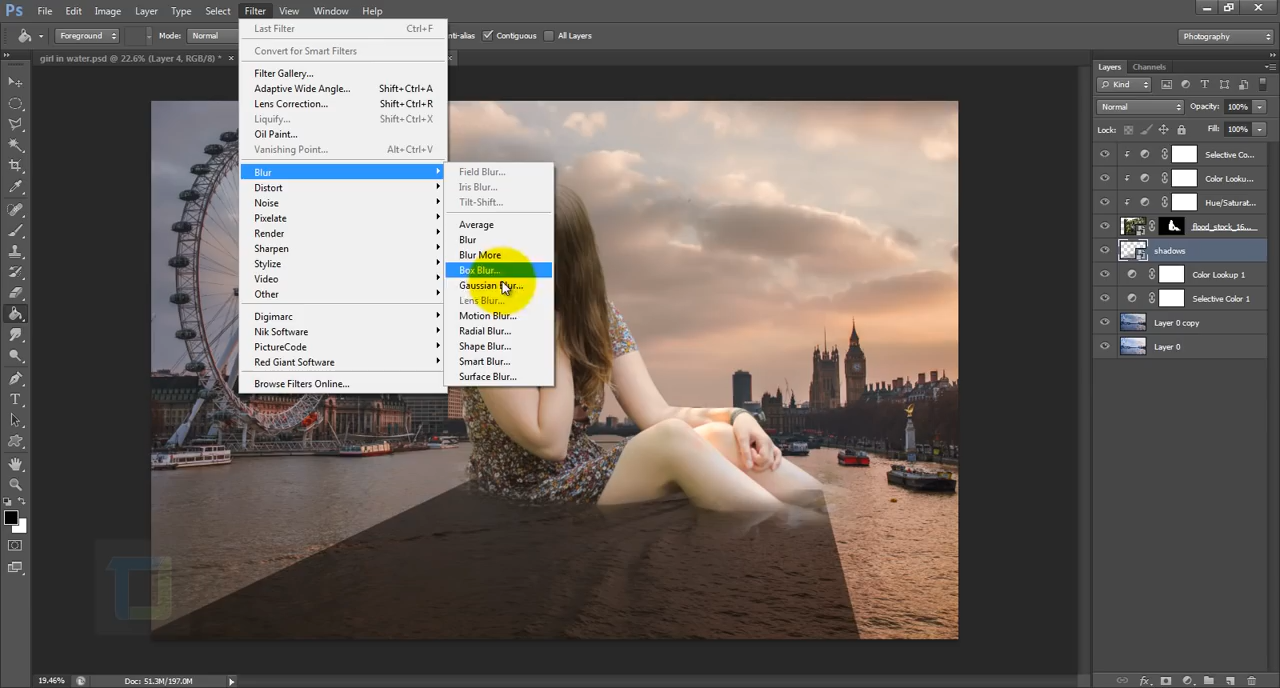 Ps File Edit Image Layer Type Select Filter View Window Help
Foreground Mode: Normal nti-alias Contiguous All Layers Photography
girl in water.psd @ 22.6% (Layer 4, RGB/8) * × ×
Last Filter Ctrl+F
Convert for Smart Filters
Filter Gallery...
Adaptive Wide Angle... Shift+Ctrl+A
Lens Correction... Shift+Ctrl+R
Liquify... Shift+Ctrl+X
Oil Paint...
Vanishing Point... Alt+Ctrl+V
Blur
Distort
Noise
Pixelate
Render
Sharpen
Stylize
Video
Other
Digimarc
Nik Software
PictureCode
Red Giant Software
Browse Filters Online...
Field Blur...
Iris Blur...
Tilt-Shift...
Average
Blur
Blur More
Box Blur...
Gaussian Blur...
Lens Blur...
Motion Blur...
Radial Blur...
Shape Blur...
Smart Blur...
Surface Blur...
Layers Channels
Kind
Normal Opacity: 100%
Lock: Fill: 100%
Selective Co...
Color Looku...
Hue/Saturat...
flood_stock_16...
shadows
Color Lookup 1
Selective Color 1
Layer 0 copy
Layer 0
19.46% Doc: 51.3M/197.0M